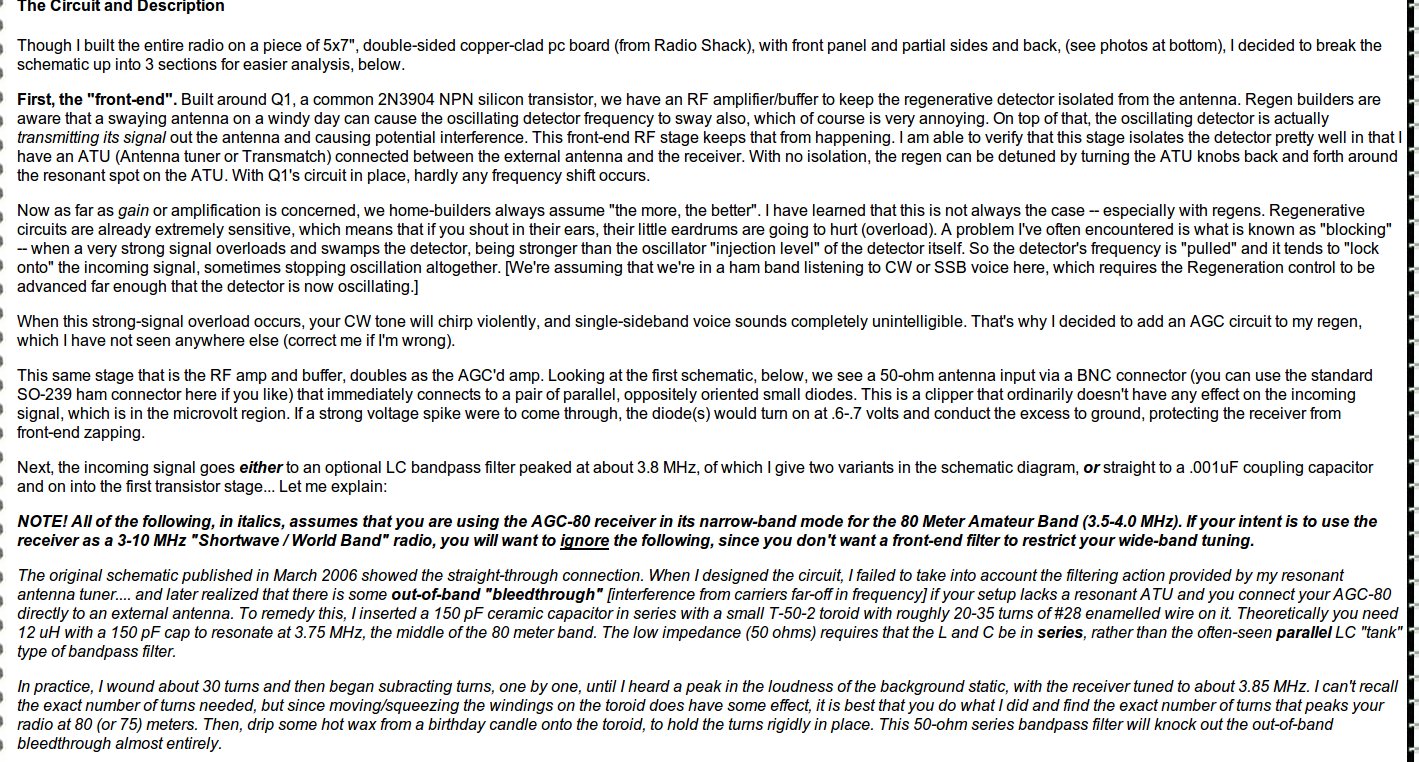 The Circuit and Description
Though I built the entire radio on a piece of 5x7", double-sided copper-clad pc board (from Radio Shack), with front panel and partial sides and back, (see photos at bottom), I decided to break the
schematic up into 3 sections for easier analysis, below.
First, the "front-end". Built around Q1, a common 2N3904 NPN silicon transistor, we have an RF amplifier/buffer to keep the regenerative detector isolated from the antenna. Regen builders are
aware that a swaying antenna on a windy day can cause the oscillating detector frequency to sway also, which of course is very annoying. On top of that, the oscillating detector is actually
transmitting its signal out the antenna and causing potential interference. This front-end RF stage keeps that from happening. I am able to verify that this stage isolates the detector pretty well in that I
have an ATU (Antenna tuner or Transmatch) connected between the external antenna and the receiver. With no isolation, the regen can be detuned by turning the ATU knobs back and forth around
the resonant spot on the ATU. With Q1's circuit in place, hardly any frequency shift occurs.
Now as far as gain or amplification is concerned, we home-builders always assume "the more, the better". I have learned that this is not always the case -- especially with regens. Regenerative
circuits are already extremely sensitive, which means that if you shout in their ears, their little eardrums are going to hurt (overload). A problem I've often encountered is what is known as "blocking"
-- when a very strong signal overloads and swamps the detector, being stronger than the oscillator "injection level" of the detector itself. So the detector's frequency is "pulled" and it tends to "lock
onto" the incoming signal, sometimes stopping oscillation altogether. [We're assuming that we're in a ham band listening to CW or SSB voice here, which requires the Regeneration control to be
advanced far enough that the detector is now oscillating.]
When this strong-signal overload occurs, your CW tone will chirp violently, and single-sideband voice sounds completely unintelligible. That's why I decided to add an AGC circuit to my regen,
which I have not seen anywhere else (correct me if I'm wrong).
This same stage that is the RF amp and buffer, doubles as the AGC'd amp. Looking at the first schematic, below, we see a 50-ohm antenna input via a BNC connector (you can use the standard
SO-239 ham connector here if you like) that immediately connects to a pair of parallel, oppositely oriented small diodes. This is a clipper that ordinarily doesn't have any effect on the incoming
signal, which is in the microvolt region. If a strong voltage spike were to come through, the diode(s) would turn on at .6-.7 volts and conduct the excess to ground, protecting the receiver from
front-end zapping.
Next, the incoming signal goes either to an optional LC bandpass filter peaked at about 3.8 MHz, of which I give two variants in the schematic diagram, or straight to a .001uF coupling capacitor
and on into the first transistor stage... Let me explain:
NOTE! All of the following, in italics, assumes that you are using the AGC-80 receiver in its narrow-band mode for the 80 Meter Amateur Band (3.5-4.0 MHz). If your intent is to use the
receiver as a 3-10 MHz "Shortwave / World Band" radio, you will want to ignore the following, since you don't want a front-end filter to restrict your wide-band tuning.
The original schematic published in March 2006 showed the straight-through connection. When I designed the circuit, I failed to take into account the filtering action provided by my resonant
antenna tuner.... and later realized that there is some out-of-band "bleedthrough" [interference from carriers far-off in frequency] if your setup lacks a resonant ATU and you connect your AGC-80
directly to an external antenna. To remedy this, I inserted a 150 pF ceramic capacitor in series with a small T-50-2 toroid with roughly 20-35 turns of #28 enamelled wire on it. Theoretically you need
12 uH with a 150 pF cap to resonate at 3.75 MHz, the middle of the 80 meter band. The low impedance (50 ohms) requires that the L and C be in series, rather than the often-seen parallel LC "tank"
type of bandpass filter.
In practice, I wound about 30 turns and then began subracting turns, one by one, until I heard a peak in the loudness of the background static, with the receiver tuned to about 3.85 MHz. I can't recall
the exact number of turns needed, but since moving/squeezing the windings on the toroid does have some effect, it is best that you do what I did and find the exact number of turns that peaks your
radio at 80 (or 75) meters. Then, drip some hot wax from a birthday candle onto the toroid, to hold the turns rigidly in place. This 50-ohm series bandpass filter will knock out the out-of-band
bleedthrough almost entirely.